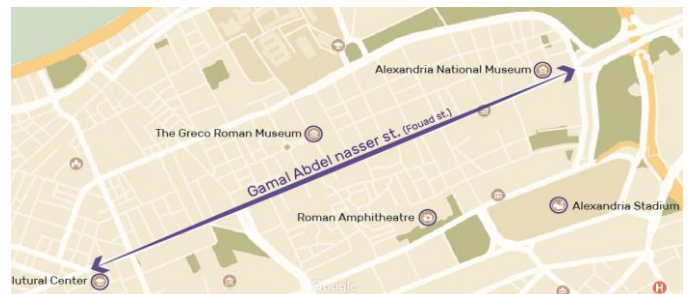 Alexandria National Museum
The Greco Roman Museum
Gamal Abdel nasser st. (Fouad st.)
Roman Amphitheatre
Alexandria Stadium
lutural Center
Google
H